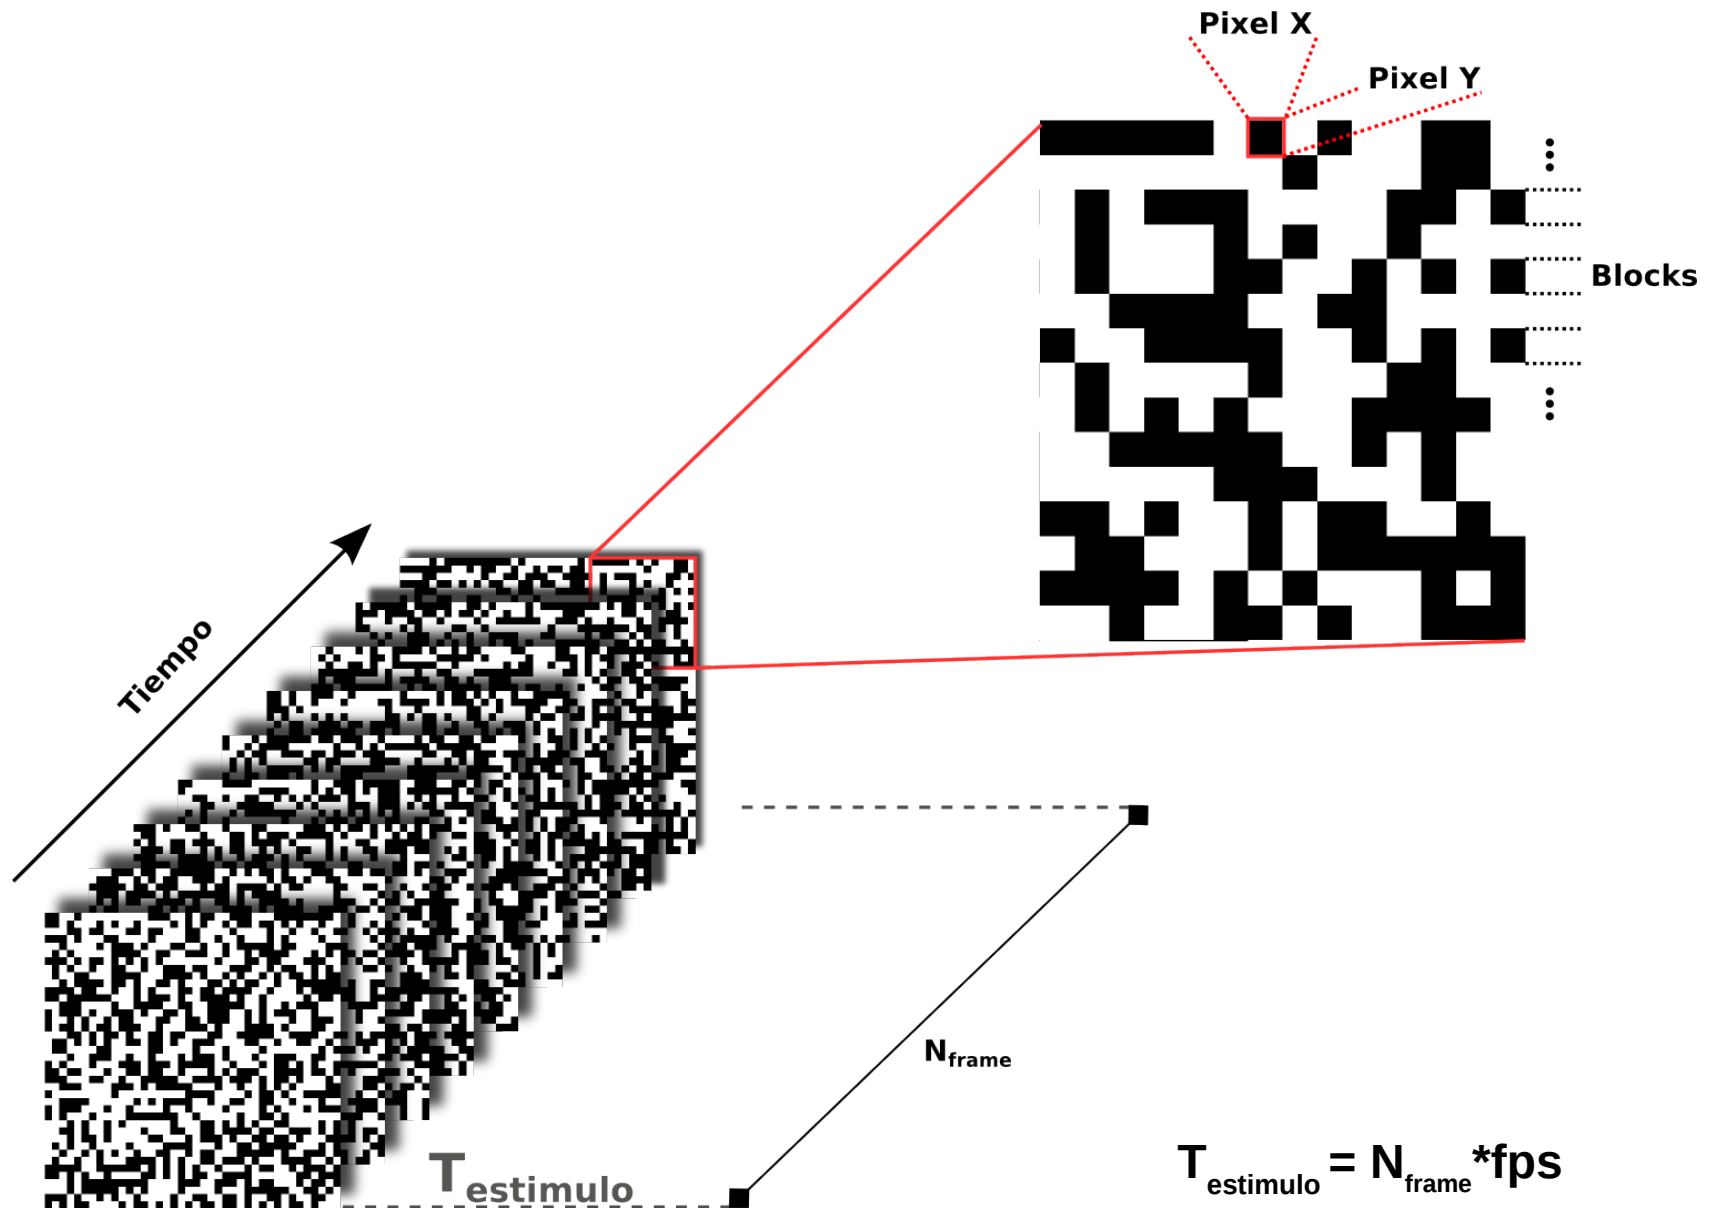 Pixel X
Pixel Y
Blocks
Tiempo
Nframe
Testimulo
Testimulo = Nframe*fps